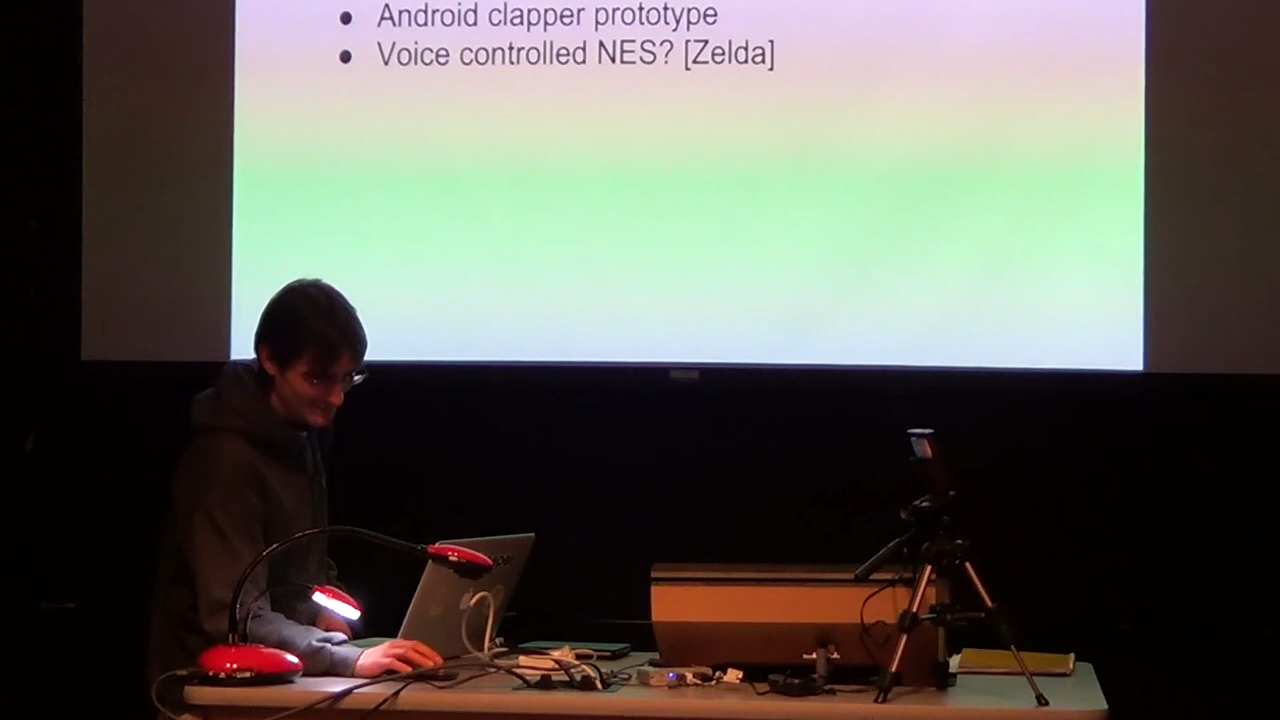 • Android clapper prototype
• Voice controlled NES? [Zelda]